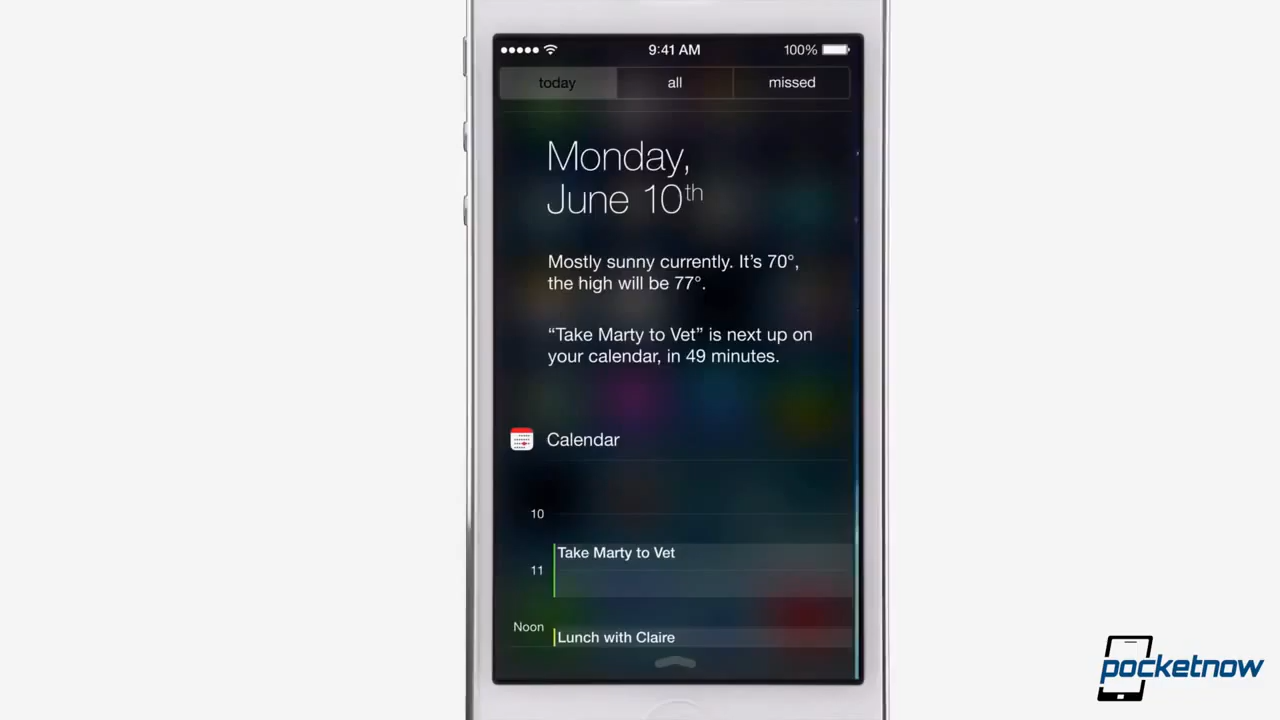 9:41 AM
100%
today
all
missed
Monday,
June 10th
Mostly sunny currently. It’s 70°,
the high will be 77°.
“Take Marty to Vet” is next up on
your calendar, in 49 minutes.
Calendar
10
Take Marty to Vet
11
Noon
Lunch with Claire
pocketnow